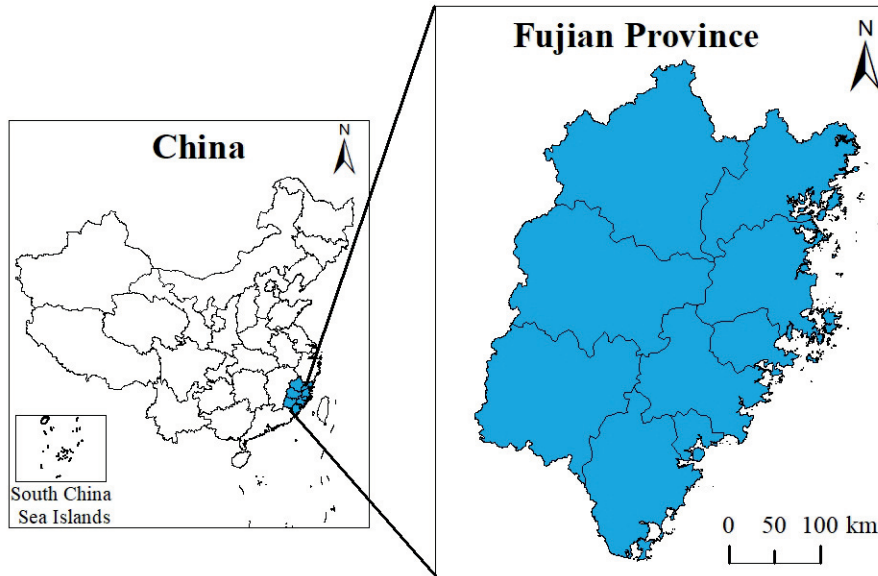 China
N
South China
Sea Islands
Fujian Province
N
0 50 100 km